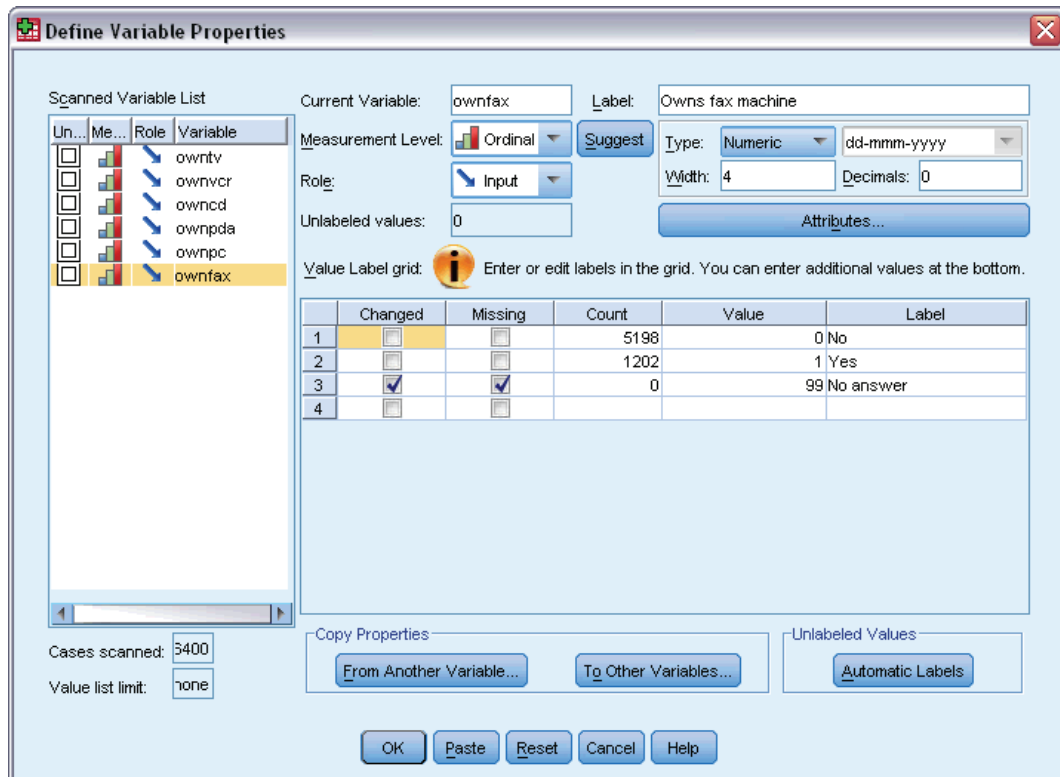 Define Variable Properties
Scanned Variable List
Un... Me... Role Variable
owntv
ownvcr
owncd
ownpda
ownpc
ownfax
Cases scanned: 6400
Value list limit: none
Current Variable: ownfax Label: Owns fax machine
Measurement Level: Ordinal Suggest Type: Numeric dd-mmm-yyyy
Role: Input Width: 4 Decimals: 0
Unlabeled values: 0 Attributes...
Value Label grid: i Enter or edit labels in the grid. You can enter additional values at the bottom.
Changed Missing Count Value Label
1 5198 0 No
2 1202 1 Yes
3 0 99 No answer
4
Copy Properties
From Another Variable... To Other Variables...
Unlabeled Values
Automatic Labels
OK Paste Reset Cancel Help